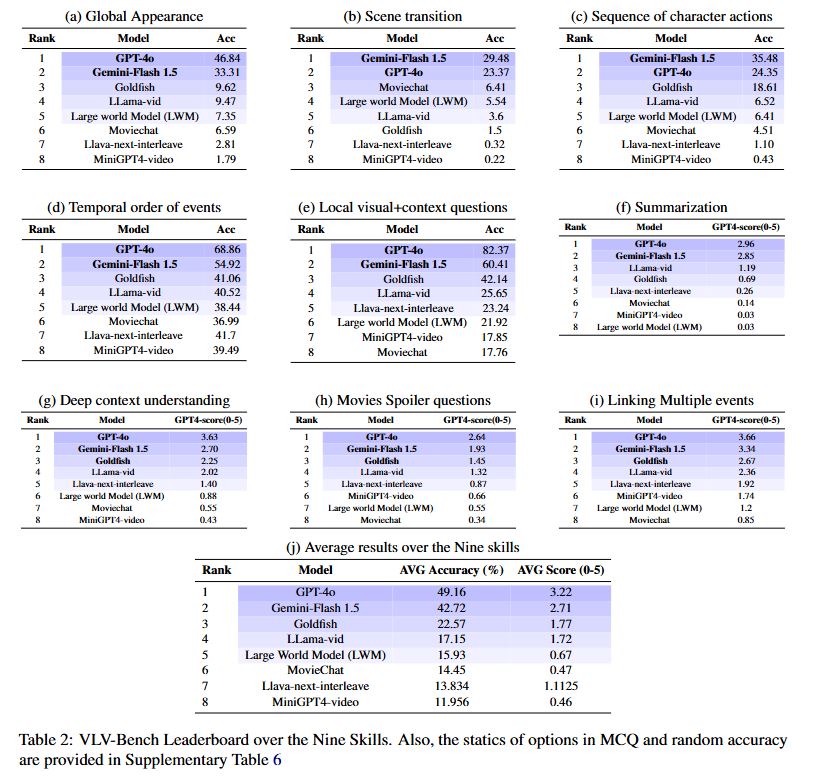 (a) Global Appearance
Rank Model Acc
1 GPT-4o 46.84
2 Gemini-Flash 1.5 33.31
3 Goldfish 9.62
4 LLama-vid 9.47
5 Large world Model (LWM) 7.35
6 Moviechat 6.59
7 Llava-next-interleave 2.81
8 MiniGPT4-video 1.79
(b) Scene transition
Rank Model Acc
1 Gemini-Flash 1.5 29.48
2 GPT-4o 23.37
3 Moviechat 6.41
4 Large world Model (LWM) 5.54
5 LLama-vid 3.6
6 Goldfish 1.5
7 Llava-next-interleave 0.32
8 MiniGPT4-video 0.22
(c) Sequence of character actions
Rank Model Acc
1 Gemini-Flash 1.5 35.48
2 GPT-4o 24.35
3 Goldfish 18.61
4 LLama-vid 6.52
5 Large world Model (LWM) 6.41
6 Moviechat 4.51
7 Llava-next-interleave 1.10
8 MiniGPT4-video 0.43
(d) Temporal order of events
Rank Model Acc
1 GPT-4o 68.86
2 Gemini-Flash 1.5 54.92
3 Goldfish 41.06
4 LLama-vid 40.52
5 Large world Model (LWM) 38.44
6 Moviechat 36.99
7 Llava-next-interleave 41.7
8 MiniGPT4-video 39.49
(e) Local visual+context questions
Rank Model Acc
1 GPT-4o 82.37
2 Gemini-Flash 1.5 60.41
3 Goldfish 42.14
4 LLama-vid 25.65
5 Llava-next-interleave 23.24
6 Large world Model (LWM) 21.92
7 MiniGPT4-video 17.85
8 Moviechat 17.76
(f) Summarization
Rank Model GPT4-score(0-5)
1 GPT-4o 2.96
2 Gemini-Flash 1.5 2.85
3 LLama-vid 1.19
4 Goldfish 0.69
5 Llava-next-interleave 0.26
6 Moviechat 0.14
7 MiniGPT4-video 0.03
8 Large world Model (LWM) 0.03
(g) Deep context understanding
Rank Model GPT4-score(0-5)
1 GPT-4o 3.63
2 Gemini-Flash 1.5 2.70
3 Goldfish 2.25
4 LLama-vid 2.02
5 Llava-next-interleave 1.40
6 Large world Model (LWM) 0.88
7 Moviechat 0.55
8 MiniGPT4-video 0.43
(h) Movies Spoiler questions
Rank Model GPT4-score(0-5)
1 GPT-4o 2.64
2 Gemini-Flash 1.5 1.93
3 Goldfish 1.45
4 LLama-vid 1.32
5 Llava-next-interleave 0.87
6 MiniGPT4-video 0.66
7 Large world Model (LWM) 0.55
8 Moviechat 0.34
(i) Linking Multiple events
Rank Model GPT4-score(0-5)
1 GPT-4o 3.66
2 Gemini-Flash 1.5 3.34
3 Goldfish 2.67
4 LLama-vid 2.36
5 Llava-next-interleave 1.92
6 MiniGPT4-video 1.74
7 Large world Model (LWM) 1.2
8 Moviechat 0.85
(j) Average results over the Nine skills
Rank Model AVG Accuracy (%) AVG Score (0-5)
1 GPT-4o 49.16 3.22
2 Gemini-Flash 1.5 42.72 2.71
3 Goldfish 22.57 1.77
4 LLama-vid 17.15 1.72
5 Large World Model (LWM) 15.93 0.67
6 MovieChat 14.45 0.47
7 Llava-next-interleave 13.834 1.1125
8 MiniGPT4-video 11.956 0.46
Table 2: VLV-Bench Leaderboard over the Nine Skills. Also, the statics of options in MCQ and random accuracy
are provided in Supplementary Table 6